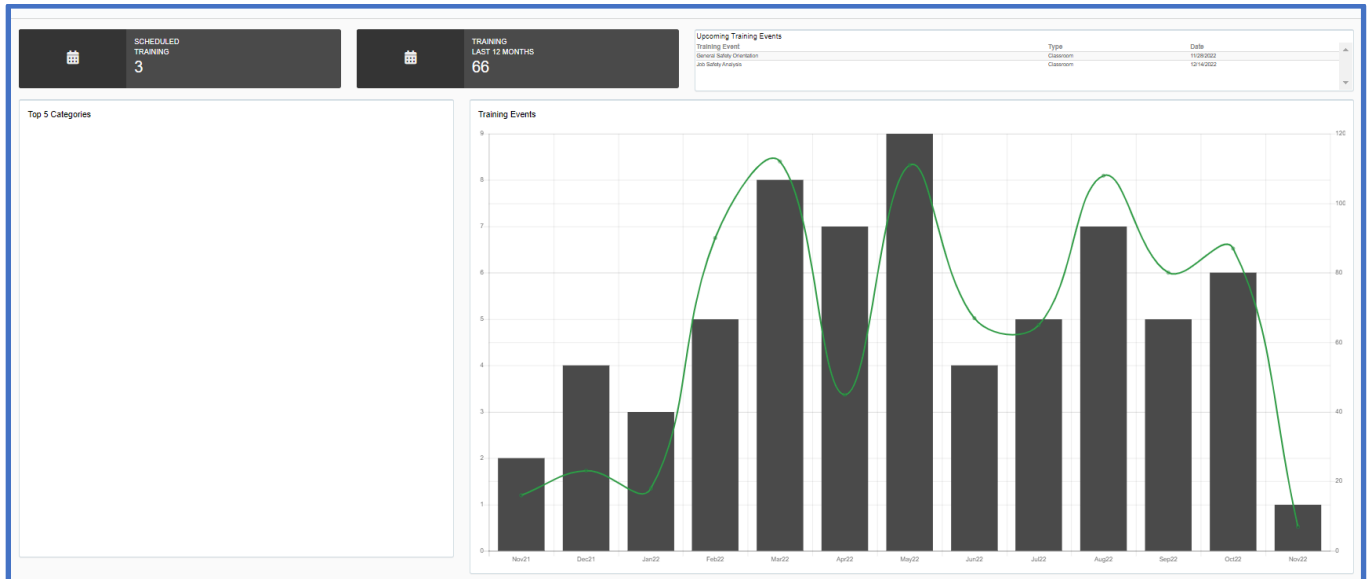 SCHEDULED
TRAINING
3
TRAINING
LAST 12 MONTHS
66
Upcoming Training Events
Training Event Type Date
General Safety Orientation Classroom 11/28/2022
Job Safety Analysis Classroom 12/14/2022
Top 5 Categories
Training Events
9 120
8
100
7
6 80
5
60
4
3 40
2
20
1
0 0
Nov21 Dec21 Jan22 Feb22 Mar22 Apr22 May22 Jun22 Jul22 Aug22 Sep22 Oct22 Nov22